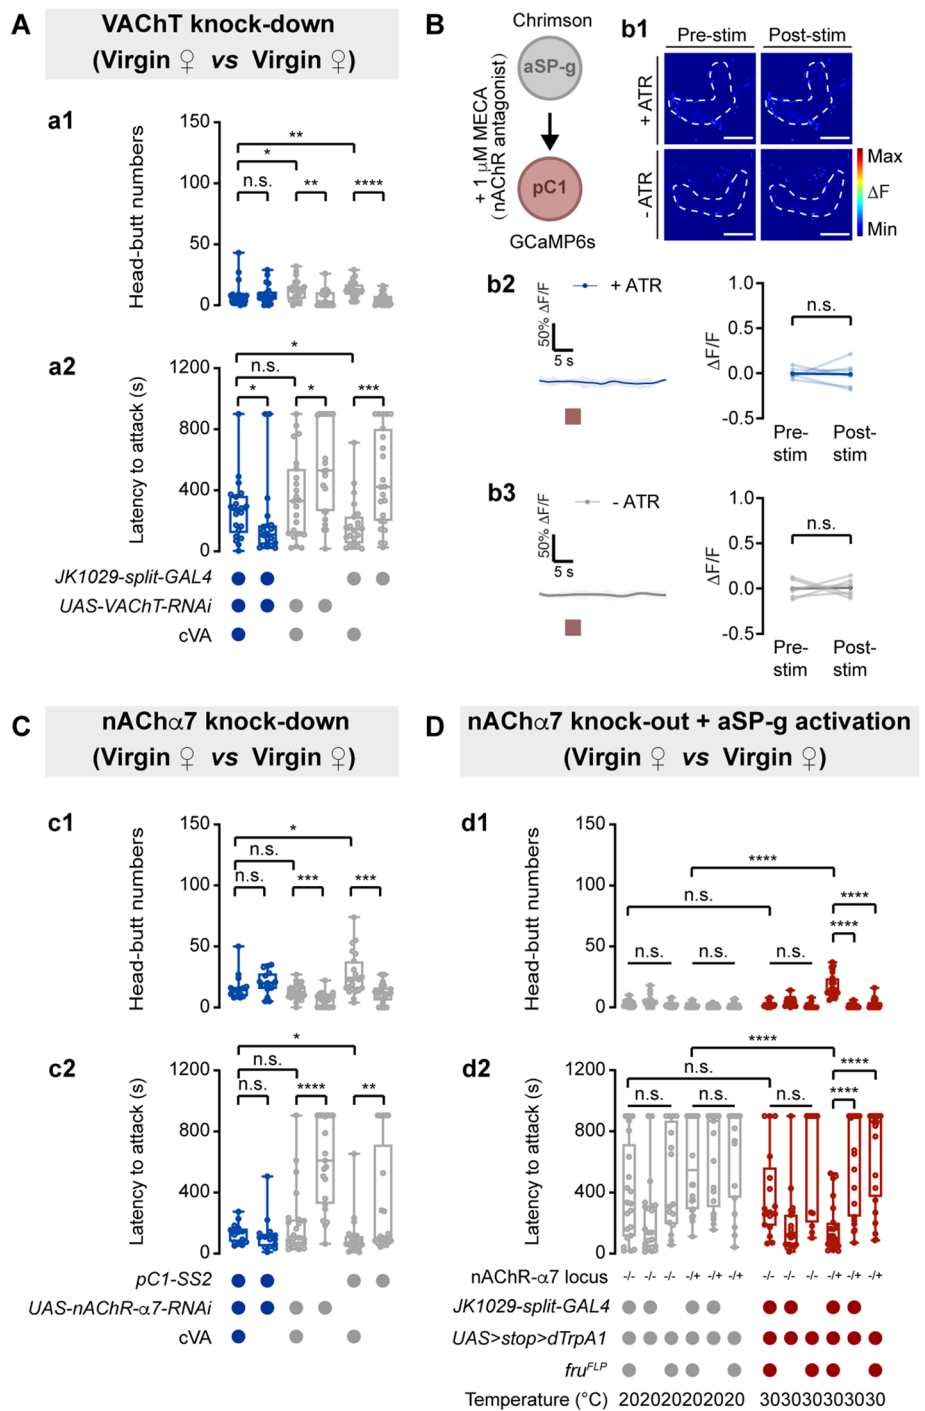 A
VAChT knock-down
(Virgin ♀ vs Virgin ♀)
a1
Head-butt numbers
150
100
50
0
**
*
n.s.
**
****
a2
Latency to attack (s)
1200
800
400
0
*
n.s.
*
*
***
JK1029-split-GAL4
UAS-VAChT-RNAi
cVA
B
Chrimson
aSP-g
+ 1 μM MECA
(nAChR antagonist)
pC1
GCaMP6s
b1
Pre-stim
Post-stim
+ ATR
- ATR
Max
ΔF
Min
b2
+ ATR
50% ΔF/F
5 s
ΔF/F
1.0
0.5
0.0
-0.5
n.s.
Pre-
stim
Post-
stim
b3
- ATR
50% ΔF/F
5 s
ΔF/F
1.0
0.5
0.0
-0.5
n.s.
Pre-
stim
Post-
stim
C
nAChα7 knock-down
(Virgin ♀ vs Virgin ♀)
c1
Head-butt numbers
150
100
50
0
*
n.s.
n.s.
***
***
c2
Latency to attack (s)
1200
800
400
0
*
n.s.
n.s.
****
**
pC1-SS2
UAS-nAChR-α7-RNAi
cVA
D
nAChα7 knock-out + aSP-g activation
(Virgin ♀ vs Virgin ♀)
d1
Head-butt numbers
150
100
50
0
****
n.s.
****
****
n.s.
n.s.
n.s.
d2
Latency to attack (s)
1200
800
400
0
****
n.s.
****
****
n.s.
n.s.
n.s.
nAChR-α7 locus -/- -/- -/- -/+ -/+ -/+ -/- -/- -/- -/+ -/+ -/+
JK1029-split-GAL4
UAS>stop>dTrpA1
fruFLP
Temperature (°C) 202020202020 303030303030